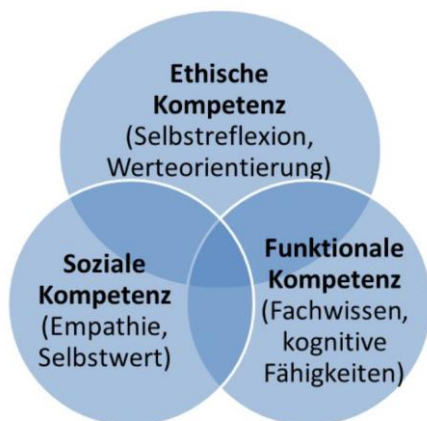 Ethische
Kompetenz
(Selbstreflexion,
Werteorientierung)
Soziale
Kompetenz
(Empathie,
Selbstwert)
Funktionale
Kompetenz
(Fachwissen,
kognitive
Fähigkeiten)